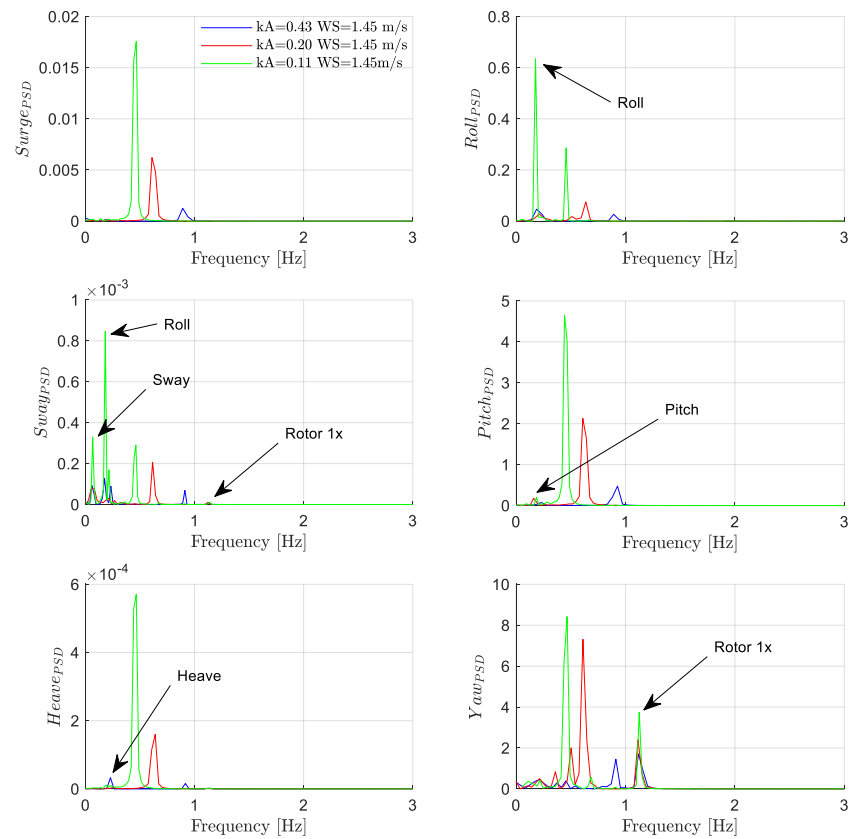 0.02
0.015
0.01
0.005
0
Surge_PSD
0 1 2 3
Frequency [Hz]
kA=0.43 WS=1.45 m/s
kA=0.20 WS=1.45 m/s
kA=0.11 WS=1.45m/s
0.8
0.6
0.4
0.2
0
Roll_PSD
Roll
0 1 2 3
Frequency [Hz]
×10^-3
1
0.8
0.6
0.4
0.2
0
Sway_PSD
Roll
Sway
Rotor 1x
0 1 2 3
Frequency [Hz]
5
4
3
2
1
0
Pitch_PSD
Pitch
0 1 2 3
Frequency [Hz]
×10^-4
6
4
2
0
Heave_PSD
Heave
0 1 2 3
Frequency [Hz]
10
8
6
4
2
0
Yaw_PSD
Rotor 1x
0 1 2 3
Frequency [Hz]